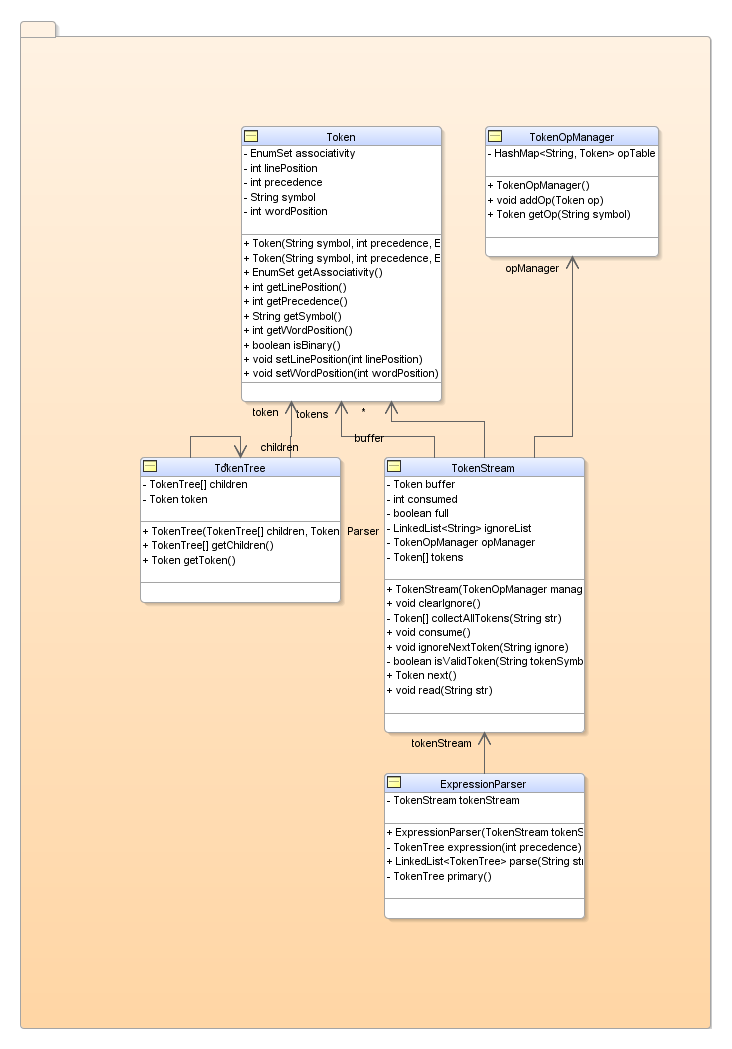 Token
- EnumSet associativity
- int linePosition
- int precedence
- String symbol
- int wordPosition
+ Token(String symbol, int precedence, E
+ Token(String symbol, int precedence, E
+ EnumSet getAssociativity()
+ int getLinePosition()
+ int getPrecedence()
+ String getSymbol()
+ int getWordPosition()
+ boolean isBinary()
+ void setLinePosition(int linePosition)
+ void setWordPosition(int wordPosition)
TokenOpManager
- HashMap<String, Token> opTable
+ TokenOpManager()
+ void addOp(Token op)
+ Token getOp(String symbol)
opManager
token
tokens
*
buffer
children
*
TokenTree
- TokenTree[] children
- Token token
+ TokenTree(TokenTree[] children, Token
+ TokenTree[] getChildren()
+ Token getToken()
Parser
TokenStream
- Token buffer
- int consumed
- boolean full
- LinkedList<String> ignoreList
- TokenOpManager opManager
- Token[] tokens
+ TokenStream(TokenOpManager manag
+ void clearIgnore()
- Token[] collectAllTokens(String str)
+ void consume()
+ void ignoreNextToken(String ignore)
- boolean isValidToken(String tokenSymb
+ Token next()
+ void read(String str)
tokenStream
ExpressionParser
- TokenStream tokenStream
+ ExpressionParser(TokenStream tokenS
- TokenTree expression(int precedence)
+ LinkedList<TokenTree> parse(String str
- TokenTree primary()